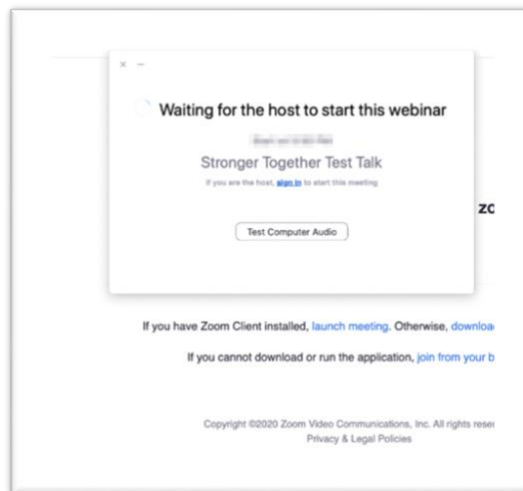 Waiting for the host to start this webinar
Stronger Together Test Talk
If you are the host, sign in to start this meeting
Test Computer Audio
zo
If you have Zoom Client installed, launch meeting. Otherwise, downloa
If you cannot download or run the application, join from your b
Copyright ©2020 Zoom Video Communications, Inc. All rights reser
Privacy & Legal Policies